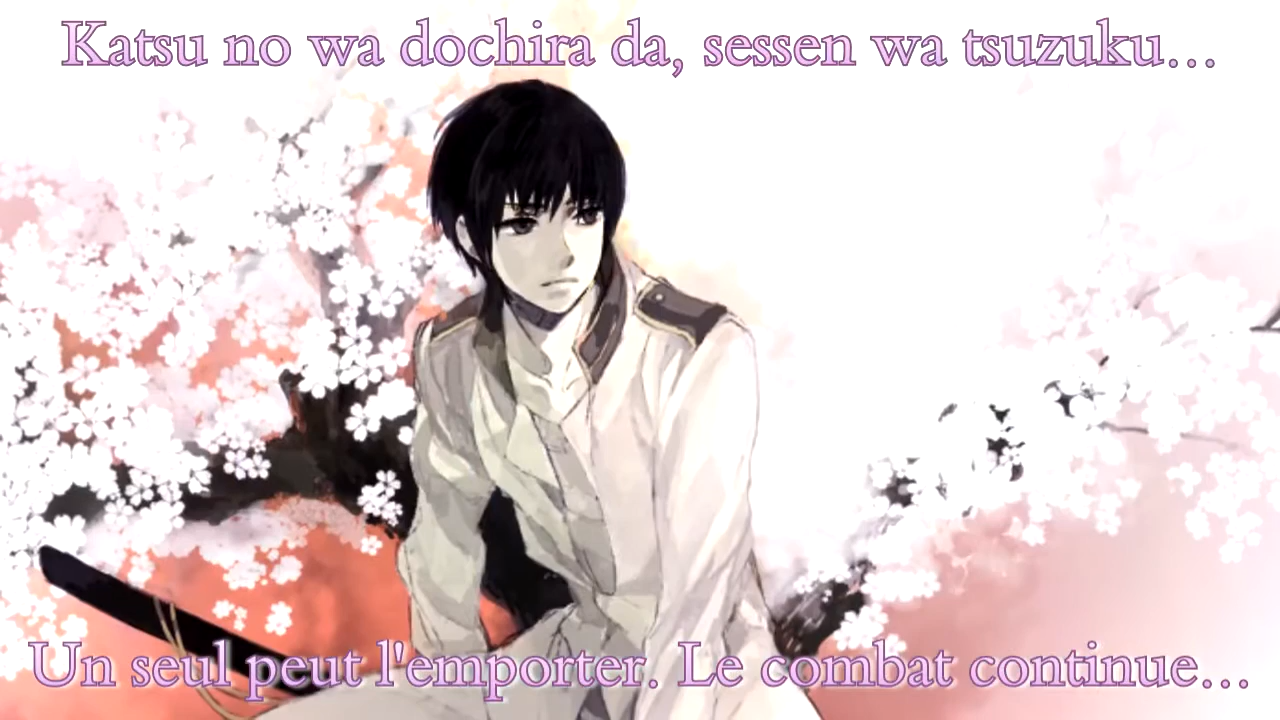 Katsu no wa dochira da, sessen wa tsuzuku...
Un seul peut l'emporter. Le combat continue...